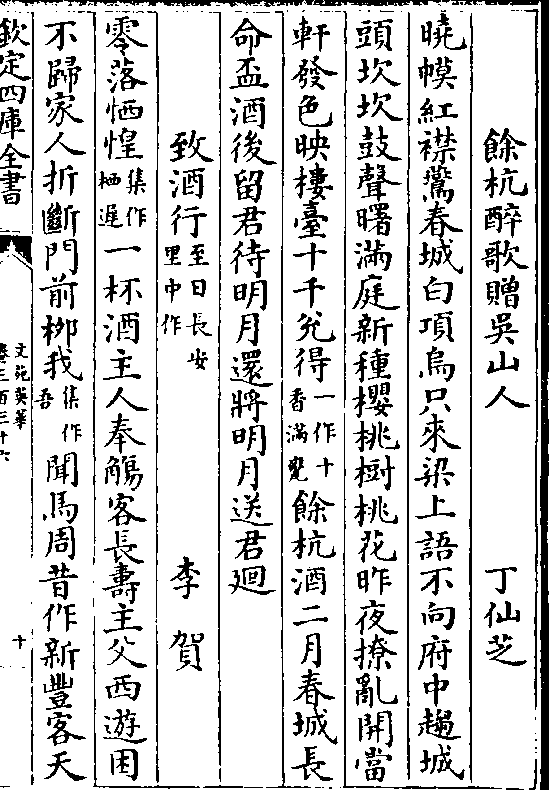 餘杭醉歌贈吳山人　丁仙芝
曉幙紅襟鷰春城白項烏只來梁上語不向府中趨城
頭坎坎鼓聲曙滿庭新種櫻桃樹桃花昨夜撩亂開當
軒發色映樓臺十千兊得一作十香滿甕餘杭酒二月春城長
命盃酒後留君待明月還將明月送君廻
致酒行至日長安里中作　李賀
零落恓惶集作栖遲一杯酒主人奉觴客長壽主父西遊困
不歸家人折斷門前栁我集作吾聞馬周昔作新豐客天
欽定四庫全書
文苑英華
卷三百三十六
十